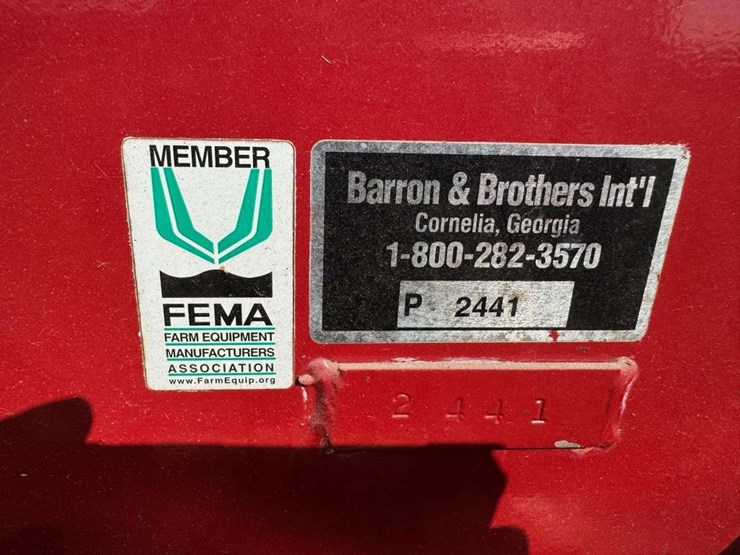 MEMBER
FEMA
FARM EQUIPMENT
MANUFACTURERS
ASSOCIATION
www.FarmEquip.org
Barron & Brothers Int'l
Cornelia, Georgia
1-800-282-3570
P 2441
2441